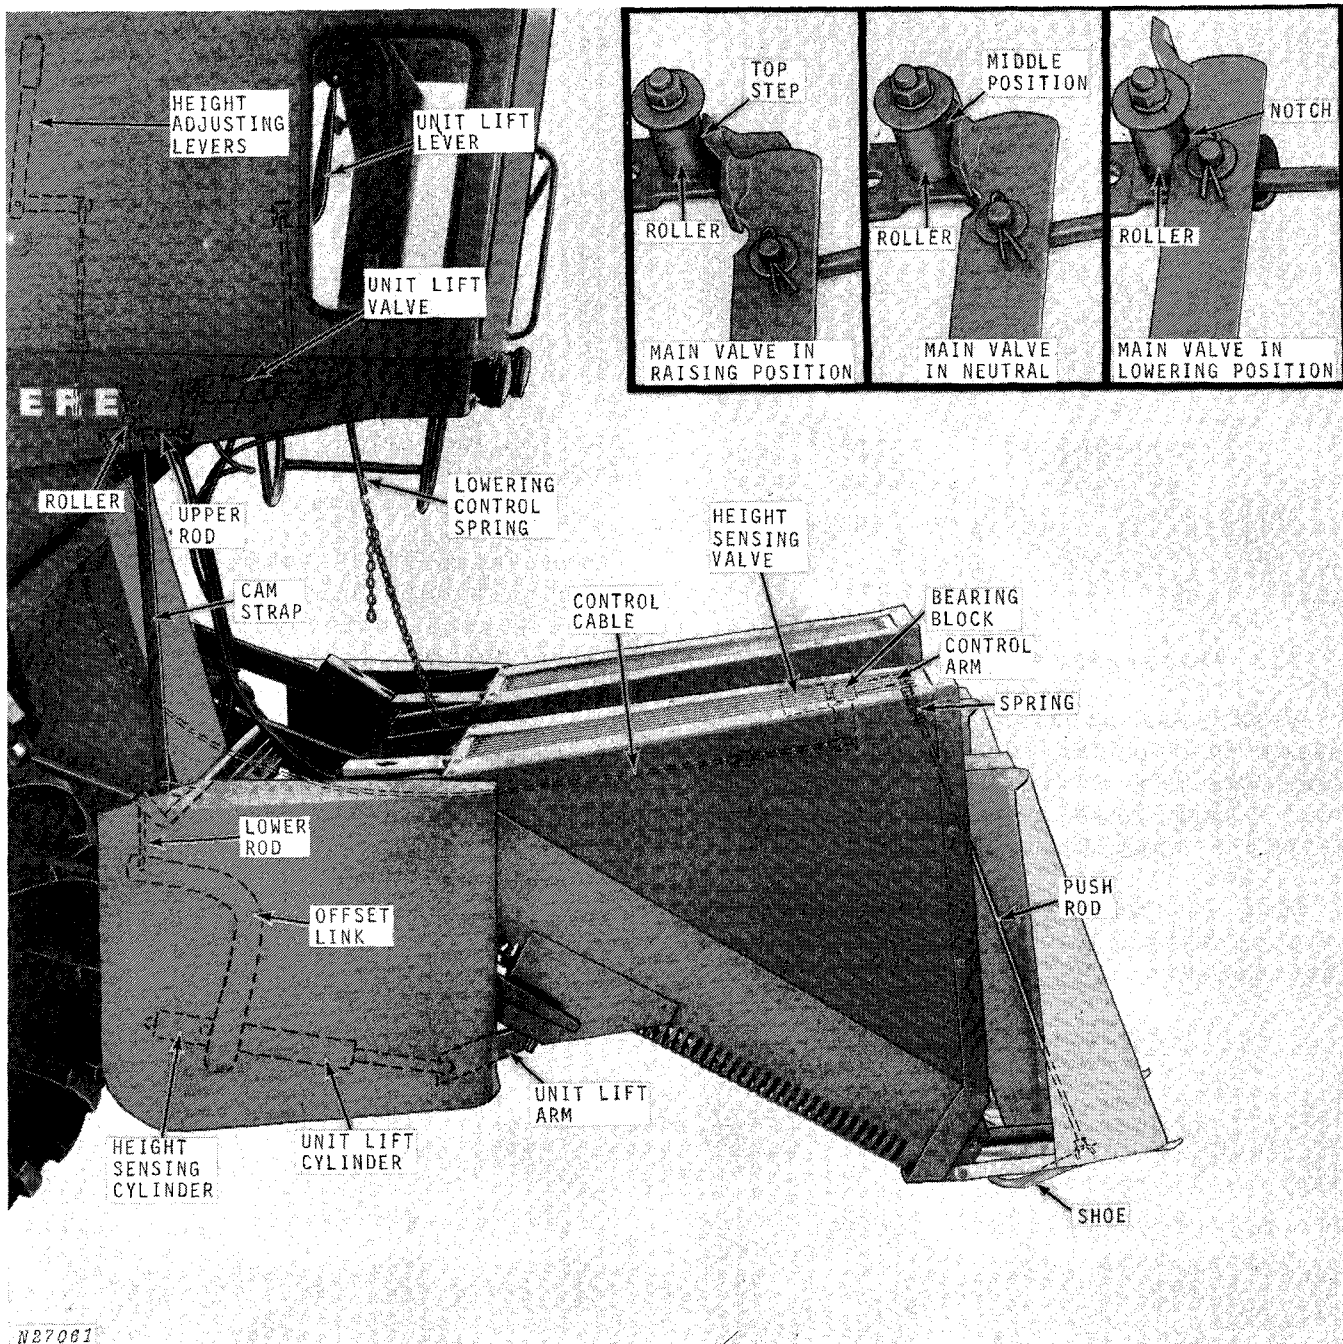 HEIGHT
ADJUSTING
LEVERS
UNIT LIFT
LEVER
UNIT LIFT
VALVE
TOP
STEP
ROLLER
MAIN VALVE IN
RAISING POSITION
MIDDLE
POSITION
ROLLER
MAIN VALVE
IN NEUTRAL
NOTCH
ROLLER
MAIN VALVE IN
LOWERING POSITION
ERE
ROLLER
UPPER
ROD
LOWERING
CONTROL
SPRING
CAM
STRAP
HEIGHT
SENSING
VALVE
CONTROL
CABLE
BEARING
BLOCK
CONTROL
ARM
SPRING
LOWER
ROD
OFFSET
LINK
PUSH
ROD
UNIT LIFT
ARM
HEIGHT
SENSING
CYLINDER
UNIT LIFT
CYLINDER
SHOE
N27061